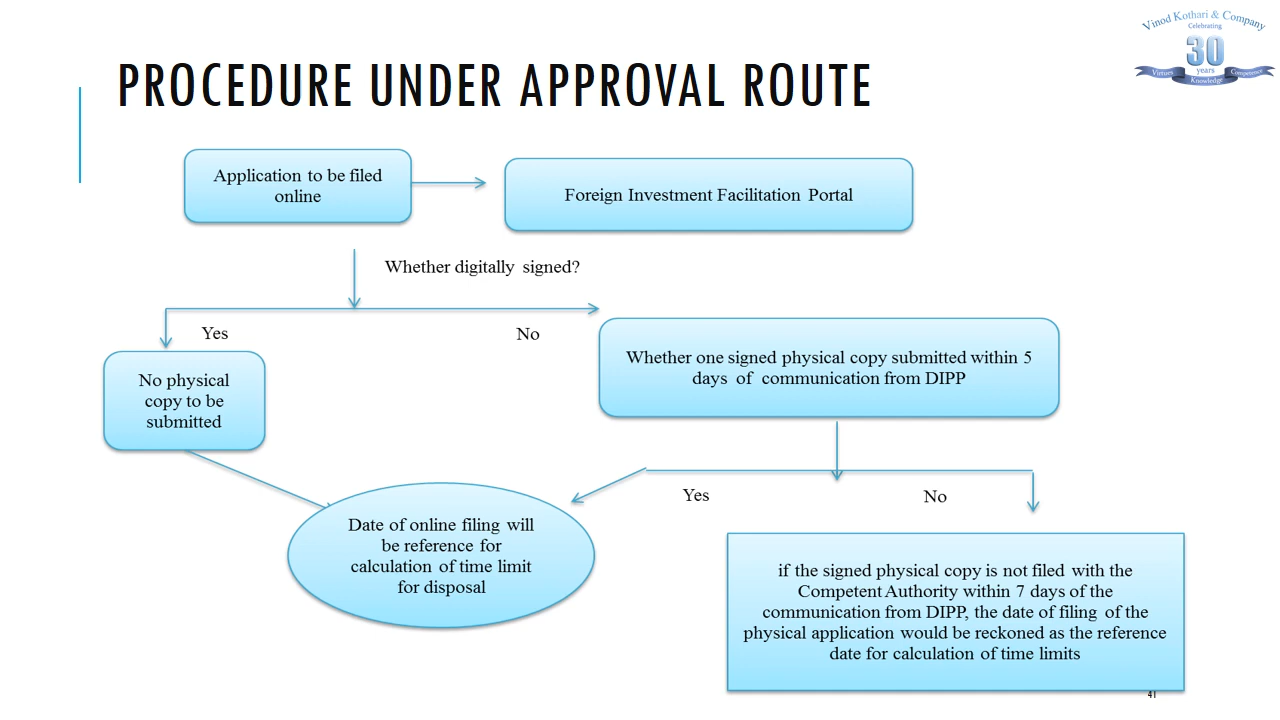 Vinod Kothari & Company
Celebrating
30
years
Virtues
Knowledge
Competence
PROCEDURE UNDER APPROVAL ROUTE
Application to be filed
online
Foreign Investment Facilitation Portal
Whether digitally signed?
Yes
No
No physical
copy to be
submitted
Whether one signed physical copy submitted within 5
days of communication from DIPP
Yes
No
Date of online filing will
be reference for
calculation of time limit
for disposal
if the signed physical copy is not filed with the
Competent Authority within 7 days of the
communication from DIPP, the date of filing of the
physical application would be reckoned as the reference
date for calculation of time limits
41